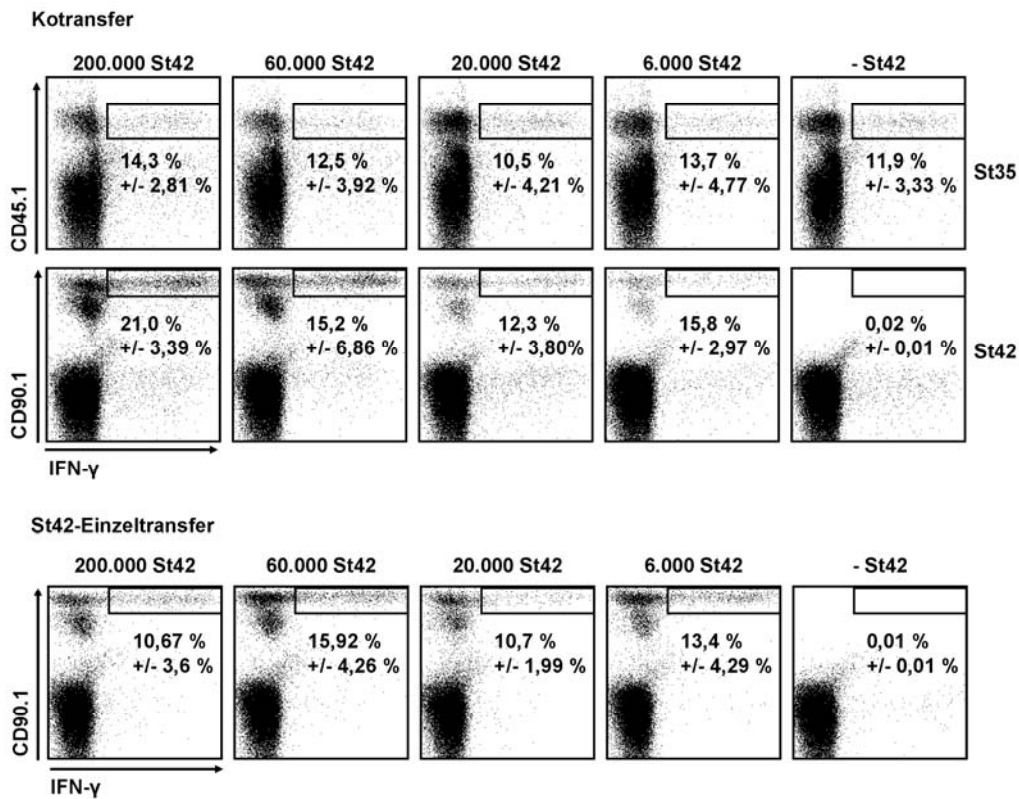 Kotransfer
200.000 St42 60.000 St42 20.000 St42 6.000 St42 - St42
CD45.1
14,3 % 12,5 % 10,5 % 13,7 % 11,9 %
+/- 2,81 % +/- 3,92 % +/- 4,21 % +/- 4,77 % +/- 3,33 %
St35
CD90.1
21,0 % 15,2 % 12,3 % 15,8 % 0,02 %
+/- 3,39 % +/- 6,86 % +/- 3,80% +/- 2,97 % +/- 0,01 %
St42
IFN-γ
St42-Einzeltransfer
200.000 St42 60.000 St42 20.000 St42 6.000 St42 - St42
CD90.1
10,67 % 15,92 % 10,7 % 13,4 % 0,01 %
+/- 3,6 % +/- 4,26 % +/- 1,99 % +/- 4,29 % +/- 0,01 %
IFN-γ